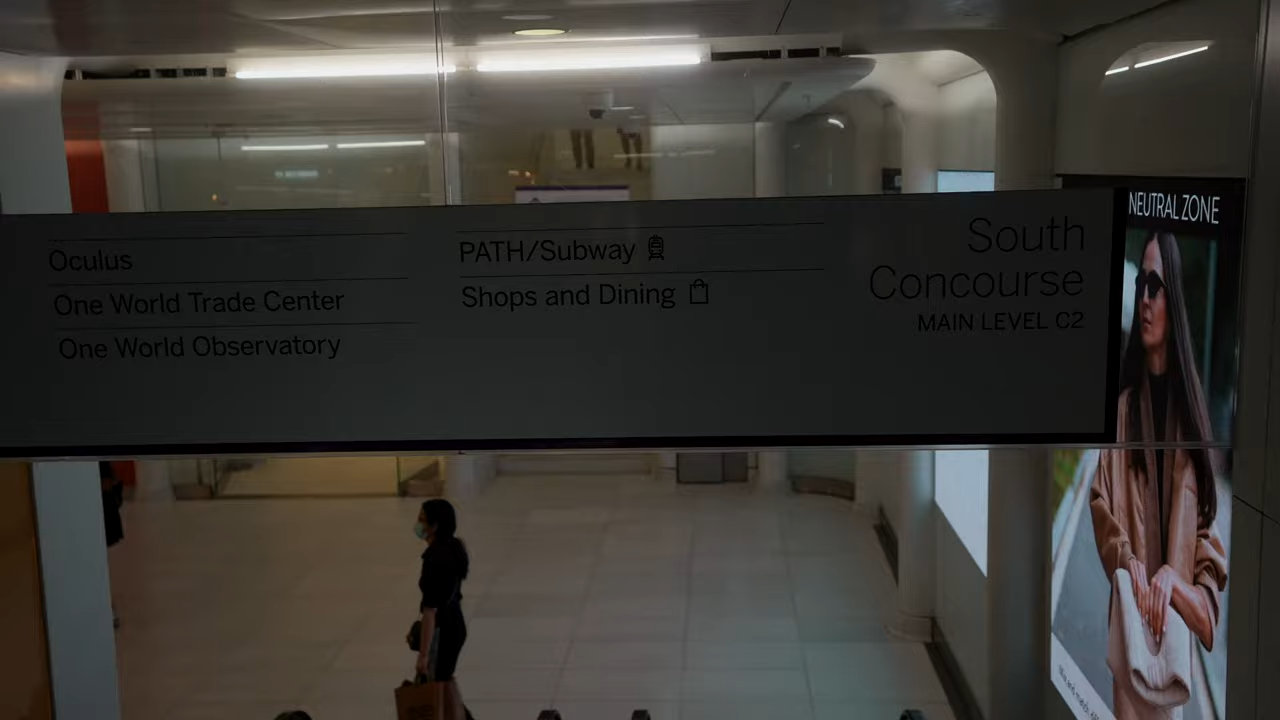 Oculus
One World Trade Center
One World Observatory
PATH/Subway
Shops and Dining
South
Concourse
MAIN LEVEL C2
NEUTRAL ZONE